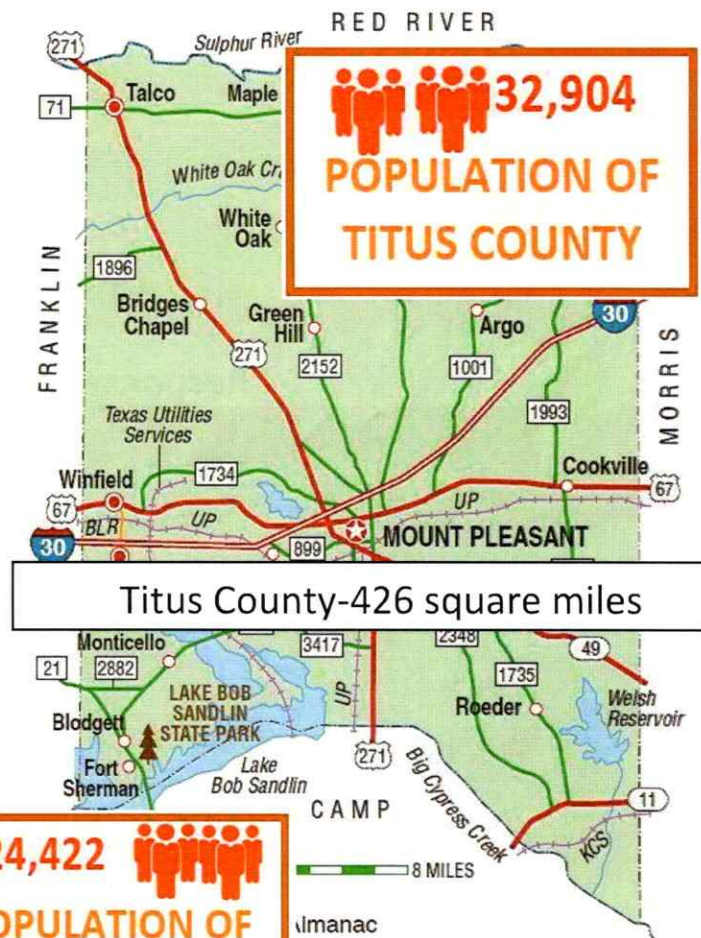 RED RIVER
271
Sulphur River
32,904
POPULATION OF
TITUS COUNTY
71
Talco
Maple
White Oak
White
Oak
1896
FRANKLIN
Bridges
Chapel
Green
Hill
Argo
30
271
2152
1001
MORRIS
1993
Texas Utilities
Services
1734
Cookville
Winfield
67
UP
67
BLR
UP
MOUNT PLEASANT
30
899
Titus County-426 square miles
Monticello
3417
2348
49
21
2882
1735
LAKE BOB
SANDLIN
STATE PARK
UP
Roeder
Welsh
Reservoir
Blodgett
Fort
Sherman
Lake
Bob Sandlin
271
Big Cypress Creek
CAMP
11
KCS
24,422
8 MILES
OPULATION OF
lmanac